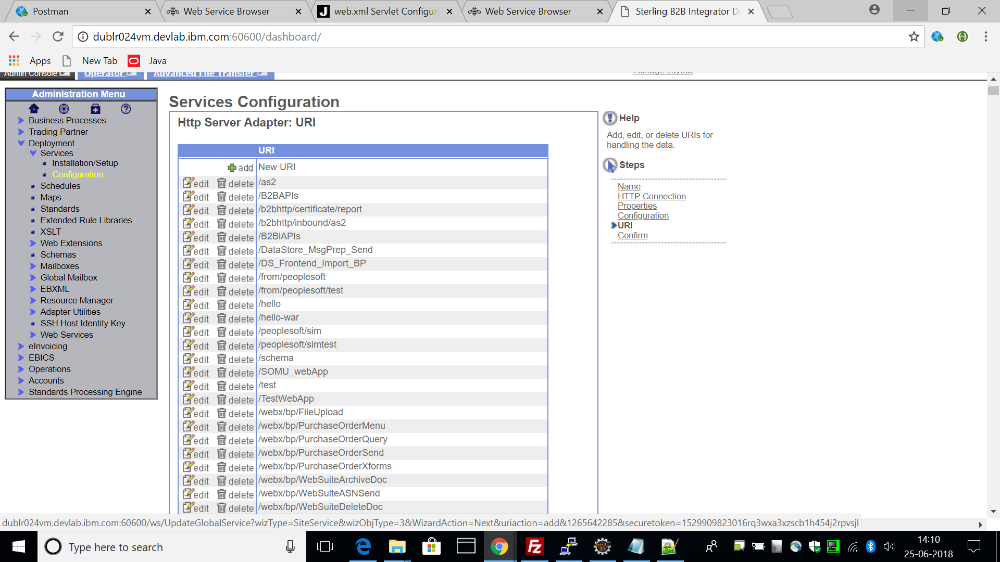 Postman
Web Service Browser
web.xml Servlet Configur
Web Service Browser
Sterling B2B Integrator D
dublr024vm.devlab.ibm.com:60600/dashboard/
Apps
New Tab
Java
Admin Console
Operator
Advanced File Transfer
Manage Layout
Administration Menu
Business Processes
Trading Partner
Deployment
Services
Installation/Setup
Configuration
Schedules
Maps
Standards
Extended Rule Libraries
XSLT
Web Extensions
Schemas
Mailboxes
Global Mailbox
EBXML
Resource Manager
Adapter Utilities
SSH Host Identity Key
Web Services
eInvoicing
EBICS
Operations
Accounts
Standards Processing Engine
Services Configuration
Http Server Adapter: URI
URI
add New URI
edit delete /as2
edit delete /B2BAPIs
edit delete /b2bhttp/certificate/report
edit delete /b2bhttp/inbound/as2
edit delete /B2BiAPIs
edit delete /DataStore_MsgPrep_Send
edit delete /DS_Frontend_Import_BP
edit delete /from/peoplesoft
edit delete /from/peoplesoft/test
edit delete /hello
edit delete /hello-war
edit delete /peoplesoft/sim
edit delete /peoplesoft/simtest
edit delete /schema
edit delete /SOMU_webApp
edit delete /test
edit delete /TestWebApp
edit delete /webx/bp/FileUpload
edit delete /webx/bp/PurchaseOrderMenu
edit delete /webx/bp/PurchaseOrderQuery
edit delete /webx/bp/PurchaseOrderSend
edit delete /webx/bp/PurchaseOrderXforms
edit delete /webx/bp/WebSuiteArchiveDoc
edit delete /webx/bp/WebSuiteASNSend
edit delete /webx/bp/WebSuiteDeleteDoc
Help
Add, edit, or delete URIs for
handling the data.
Steps
Name
HTTP Connection
Properties
Configuration
URI
Confirm
dublr024vm.devlab.ibm.com:60600/ws/UpdateGlobalService?wizType=SiteService&wizObjType=3&WizardAction=Next&uriaction=add&1265642285&securetoken=1529909823016rq3wxa3xzscb1h454j2rpvsjl
Type here to search
Java EE
IDE
14:10
25-06-2018